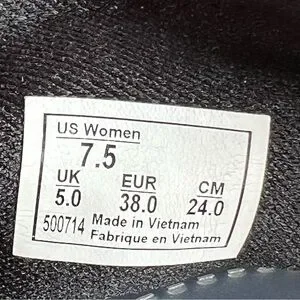 US Women
7.5
UK EUR CM
5.0 38.0 24.0
500714 Made in Vietnam
Fabrique en Vietnam